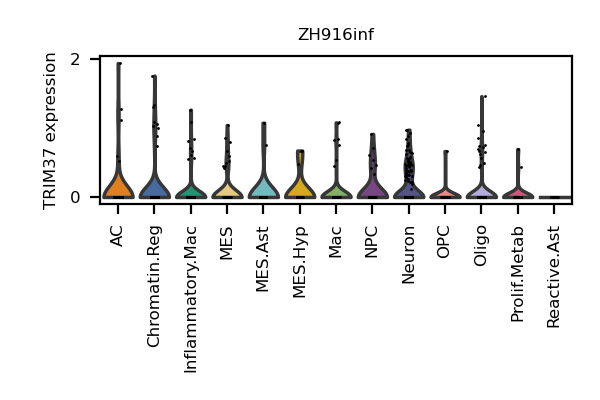 ZH916inf
TRIM37 expression
2
0
AC
Chromatin.Reg
Inflammatory.Mac
MES
MES.Ast
MES.Hyp
Mac
NPC
Neuron
OPC
Oligo
Prolif.Metab
Reactive.Ast